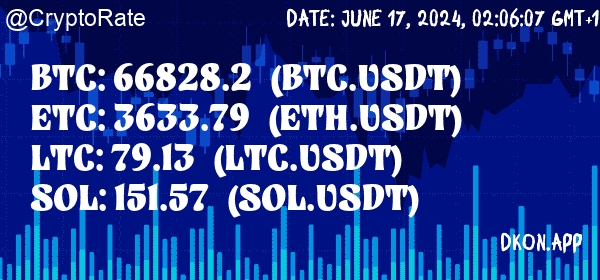 @CryptoRate
DATE: JUNE 17, 2024, 02:06:07 GMT+1
BTC: 66828.2 (BTC.USDT)
ETC: 3633.79 (ETH.USDT)
LTC: 79.13 (LTC.USDT)
SOL: 151.57 (SOL.USDT)
DKON.APP